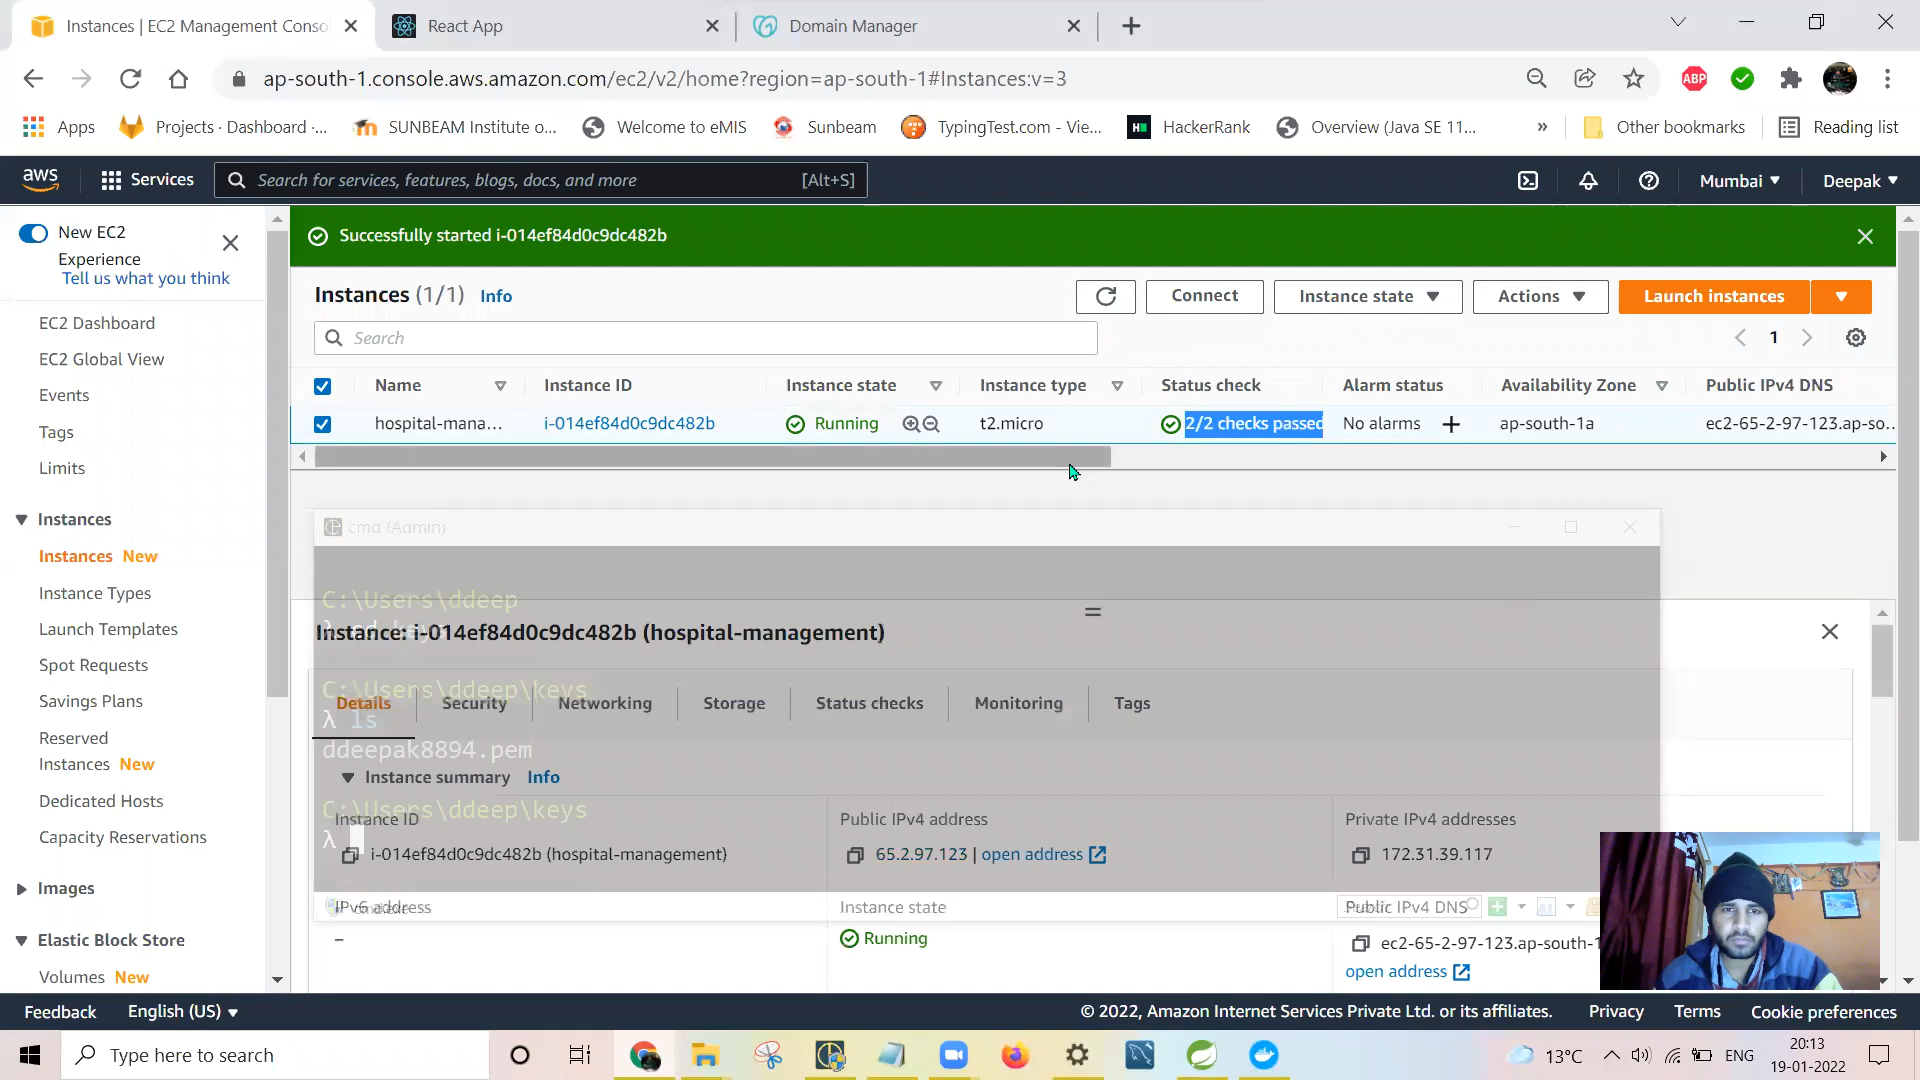 Instances | EC2 Management Conso
React App
Domain Manager
ap-south-1.console.aws.amazon.com/ec2/v2/home?region=ap-south-1#Instances:v=3
ABP
Apps
Projects · Dashboard ·...
SUNBEAM Institute o...
Welcome to eMIS
Sunbeam
TypingTest.com - Vie...
HackerRank
Overview (Java SE 11...
»
Other bookmarks
Reading list
aws
Services
Search for services, features, blogs, docs, and more
[Alt+S]
Mumbai
Deepak
New EC2
Experience
Tell us what you think
Successfully started i-014ef84d0c9dc482b
Instances (1/1) Info
Connect
Instance state
Actions
Launch instances
Search
1
Name
Instance ID
Instance state
Instance type
Status check
Alarm status
Availability Zone
Public IPv4 DNS
hospital-mana...
i-014ef84d0c9dc482b
Running
t2.micro
2/2 checks passed
No alarms
ap-south-1a
ec2-65-2-97-123.ap-so...
EC2 Dashboard
EC2 Global View
Events
Tags
Limits
Instances
Instances New
Instance Types
Launch Templates
Spot Requests
Savings Plans
Reserved
Instances New
Dedicated Hosts
Capacity Reservations
Images
Elastic Block Store
Volumes New
cmd (Admin)
C:\Users\ddeep
λ cd keys
Instance: i-014ef84d0c9dc482b (hospital-management)
C:\Users\ddeep\keys
λ ls
Details
Security
Networking
Storage
Status checks
Monitoring
Tags
ddeepak8894.pem
Instance summary Info
C:\Users\ddeep\keys
λ
Instance ID
Public IPv4 address
Private IPv4 addresses
i-014ef84d0c9dc482b (hospital-management)
65.2.97.123 | open address
172.31.39.117
IPv6 address
Instance state
Public IPv4 DNS
–
Running
ec2-65-2-97-123.ap-south-1
open address
Feedback
English (US)
© 2022, Amazon Internet Services Private Ltd. or its affiliates.
Privacy
Terms
Cookie preferences
Type here to search
13°C
ENG
20:13
19-01-2022